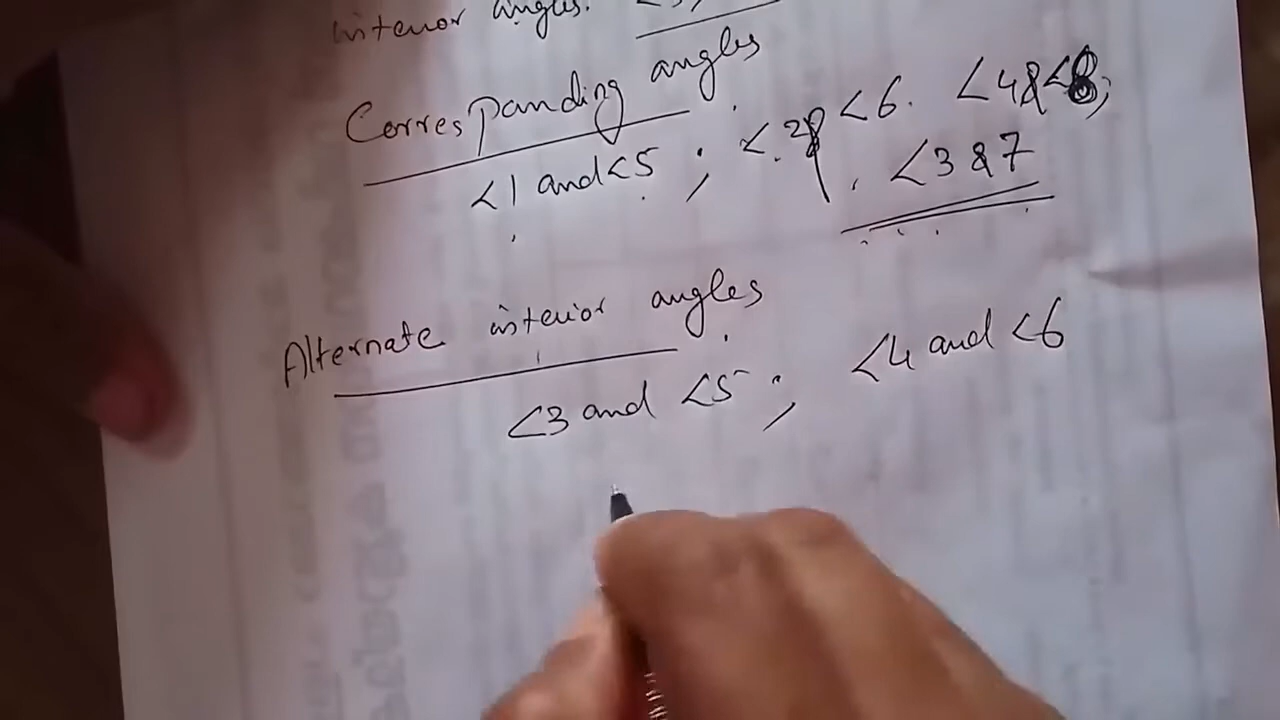 interior angles.
Correspanding angles
<1 and <5 ; <2 & <6. <4 & <8;
<3 & 7
Alternate interior angles
<3 and <5 ; <4 and <6